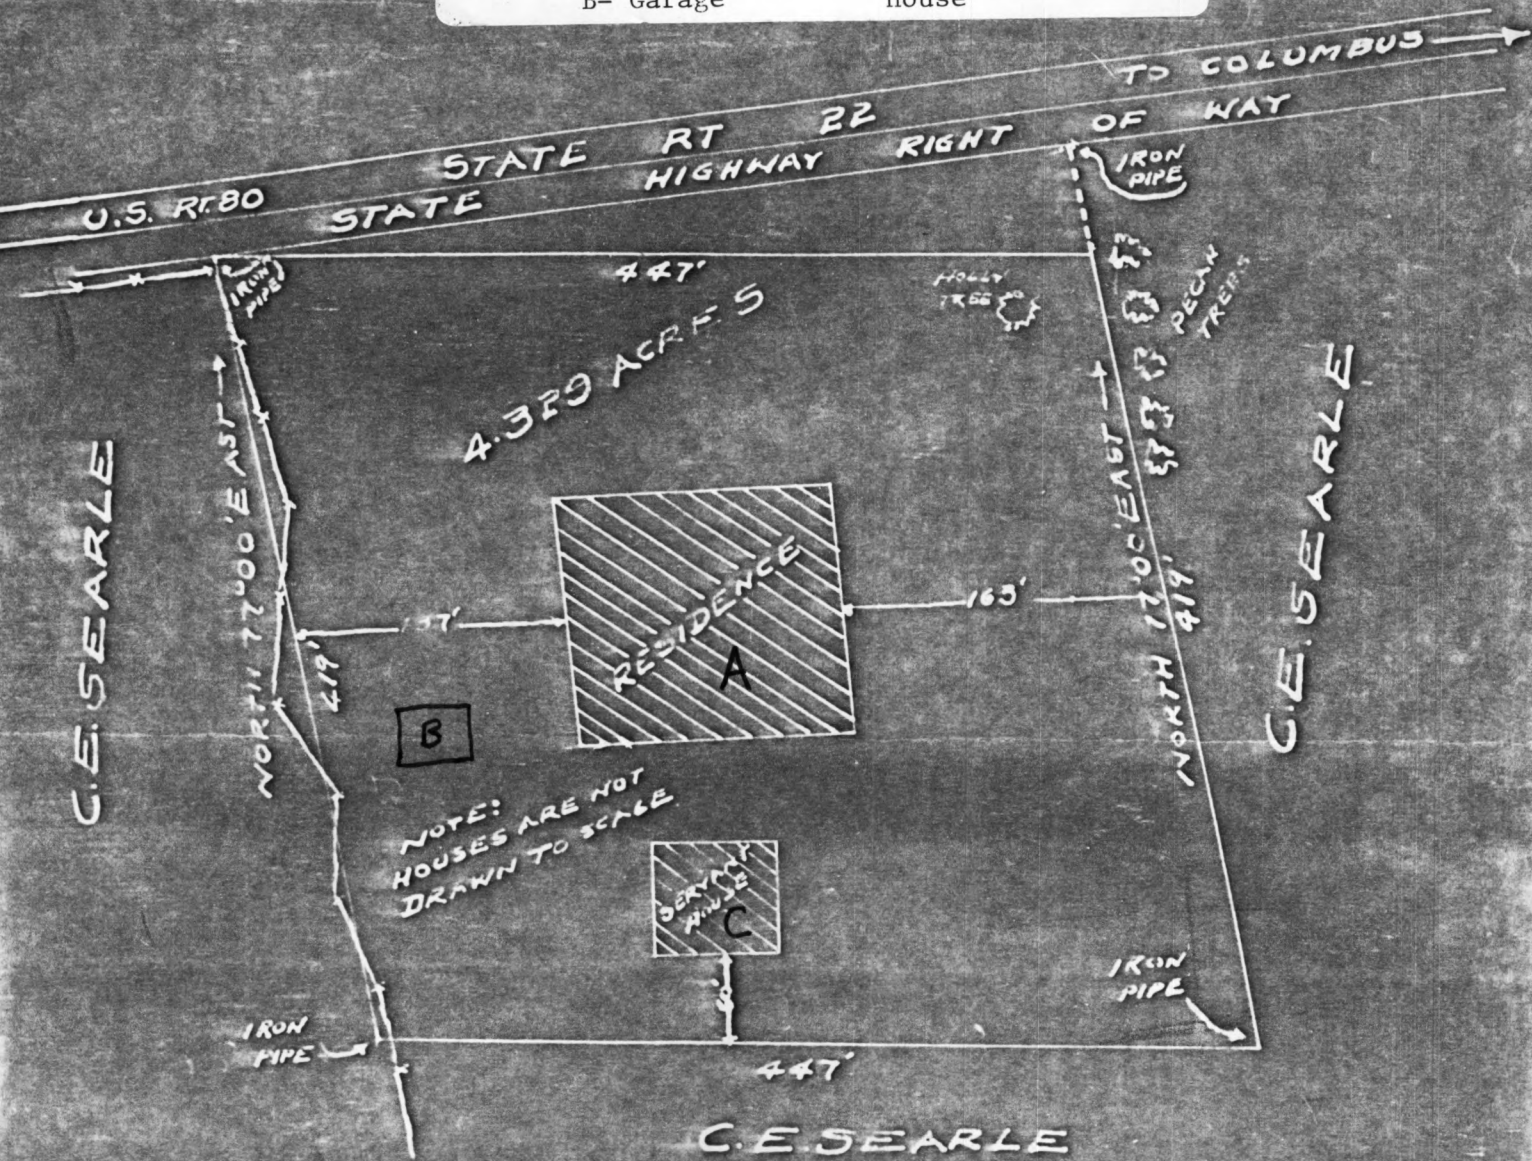 B- Garage House
TO COLUMBUS
STATE RT 22
U.S. RT. 80
STATE HIGHWAY RIGHT OF WAY
IRON
PIPE
IRON
PIPE
447'
HOLLY
TREE
PECAN
TREES
4.329 ACRES
C.E. SEARLE
NORTH 17°00' EAST
419'
RESIDENCE
A
165'
NORTH 17°00' EAST
419'
C.E. SEARLE
B
NOTE:
HOUSES ARE NOT
DRAWN TO SCALE
SERVANT
HOUSE
C
IRON
PIPE
IRON
PIPE
447'
C.E. SEARLE